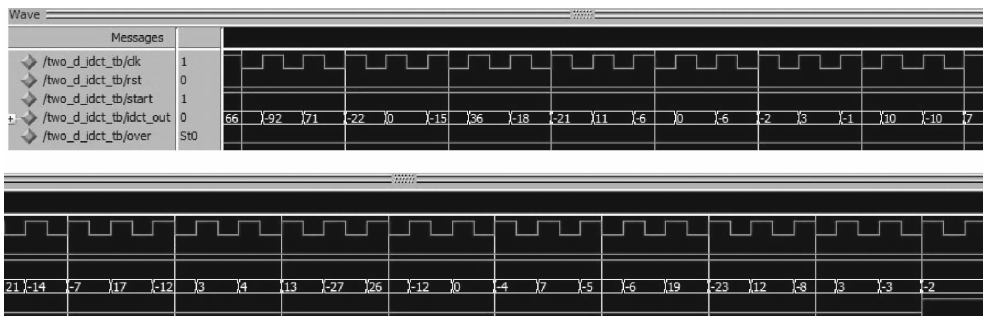 Wave
Messages
/two_d_idct_tb/clk 1
/two_d_idct_tb/rst 0
/two_d_idct_tb/start 1
/two_d_idct_tb/idct_out 0 66 -92 71 -22 0 -15 36 -18 -21 11 -6 0 -6 -2 3 -1 10 -10 7
/two_d_idct_tb/over St0
21 -14 -7 17 -12 3 4 13 -27 26 -12 0 -4 7 -5 -6 19 -23 12 -8 3 -3 -2